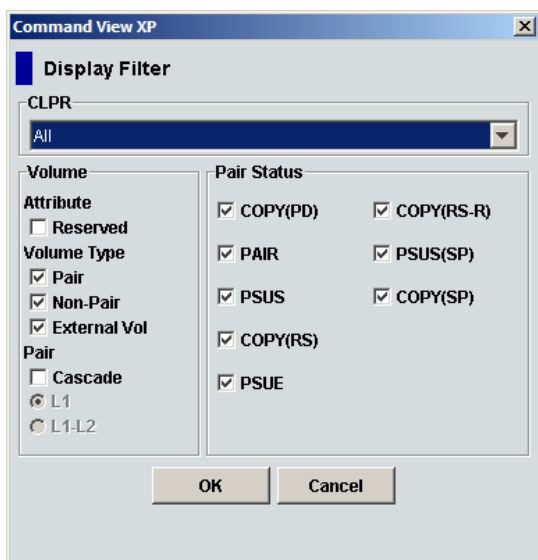 Command View XP
Display Filter
CLPR
All
Volume
Attribute
Reserved
Volume Type
Pair
Non-Pair
External Vol
Pair
Cascade
L1
L1-L2
Pair Status
COPY(PD)
COPY(RS-R)
PAIR
PSUS(SP)
PSUS
COPY(SP)
COPY(RS)
PSUE
OK
Cancel